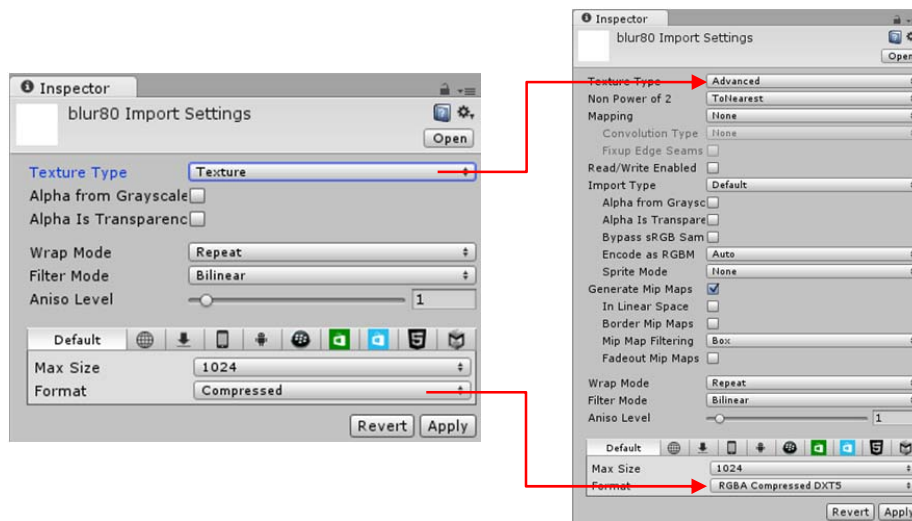 Inspector
blur80 Import Settings
Open
Texture Type Texture
Alpha from Grayscale
Alpha Is Transparenc
Wrap Mode Repeat
Filter Mode Bilinear
Aniso Level 1
Default
Max Size 1024
Format Compressed
Revert Apply
Inspector
blur80 Import Settings
Open
Texture Type Advanced
Non Power of 2 ToNearest
Mapping None
Convolution Type None
Fixup Edge Seams
Read/Write Enabled
Import Type Default
Alpha from Graysc
Alpha Is Transpare
Bypass sRGB Sam
Encode as RGBM Auto
Sprite Mode None
Generate Mip Maps
In Linear Space
Border Mip Maps
Mip Map Filtering Box
Fadeout Mip Maps
Wrap Mode Repeat
Filter Mode Bilinear
Aniso Level 1
Default
Max Size 1024
Format RGBA Compressed DXT5
Revert Apply